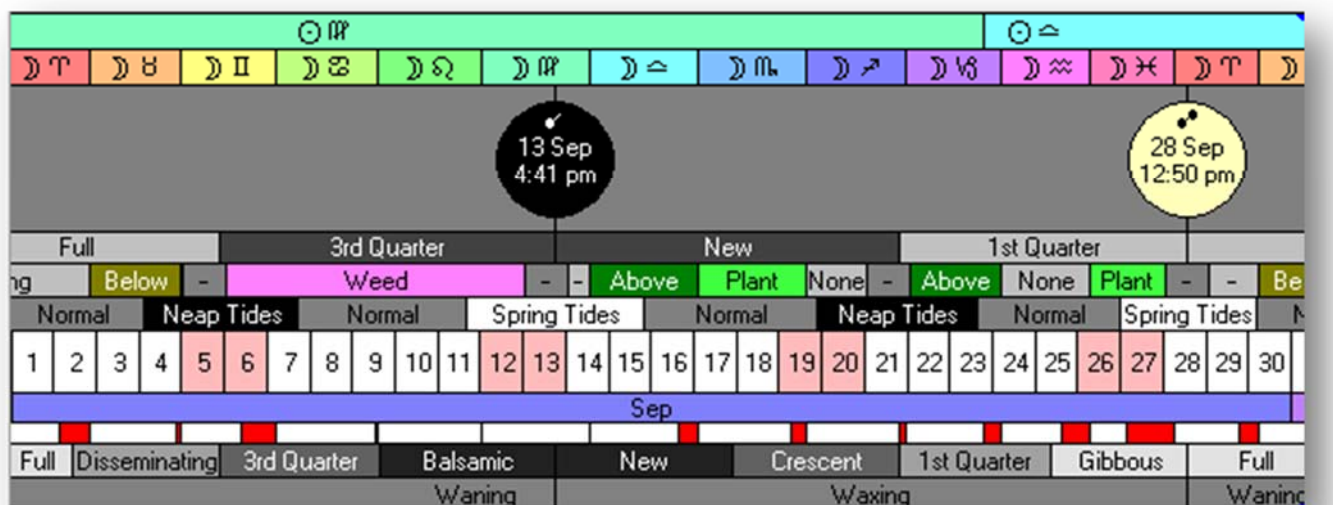 ☉♍ ☉♎
☽♈ ☽♉ ☽♊ ☽♋ ☽♌ ☽♍ ☽♎ ☽♏ ☽♐ ☽♑ ☽♒ ☽♓ ☽♈ ☽
13 Sep
4:41 pm
28 Sep
12:50 pm
Full 3rd Quarter New 1st Quarter
ng Below - Weed - - Above Plant None - Above None Plant - - Be
Normal Neap Tides Normal Spring Tides Normal Neap Tides Normal Spring Tides N
1 2 3 4 5 6 7 8 9 10 11 12 13 14 15 16 17 18 19 20 21 22 23 24 25 26 27 28 29 30
Sep
Full Disseminating 3rd Quarter Balsamic New Crescent 1st Quarter Gibbous Full
Waning Waxing Waning